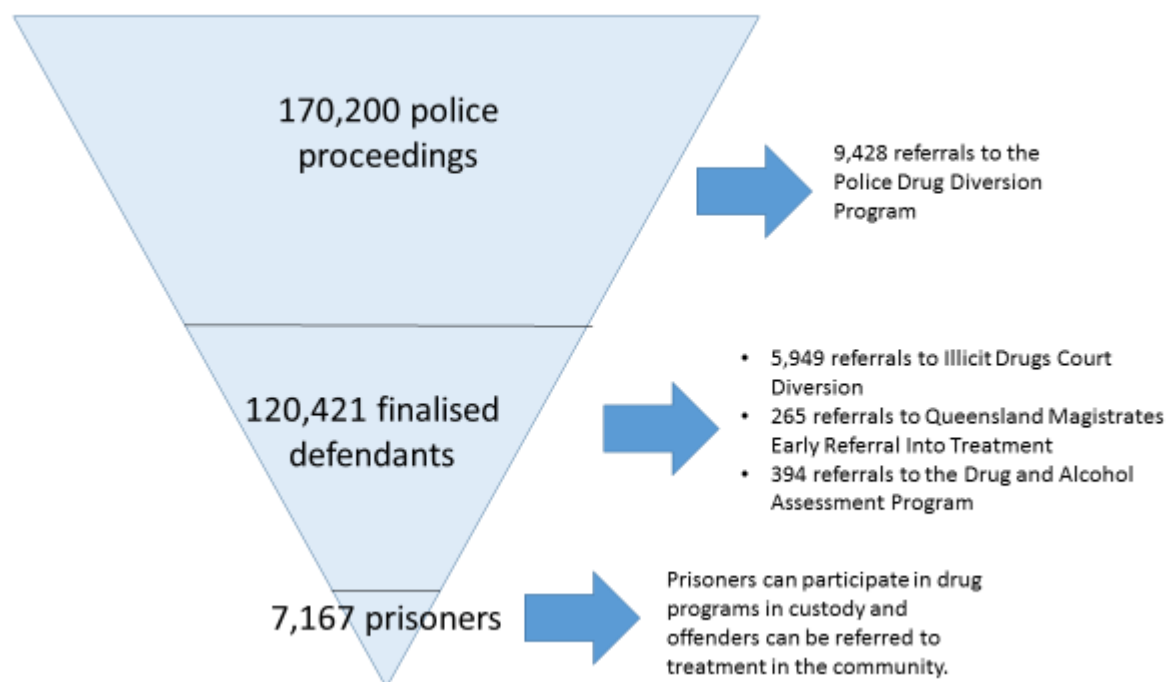 170,200 police
proceedings
9,428 referrals to the
Police Drug Diversion
Program
120,421 finalised
defendants
• 5,949 referrals to Illicit Drugs Court
Diversion
• 265 referrals to Queensland Magistrates
Early Referral Into Treatment
• 394 referrals to the Drug and Alcohol
Assessment Program
7,167 prisoners
Prisoners can participate in drug
programs in custody and
offenders can be referred to
treatment in the community.